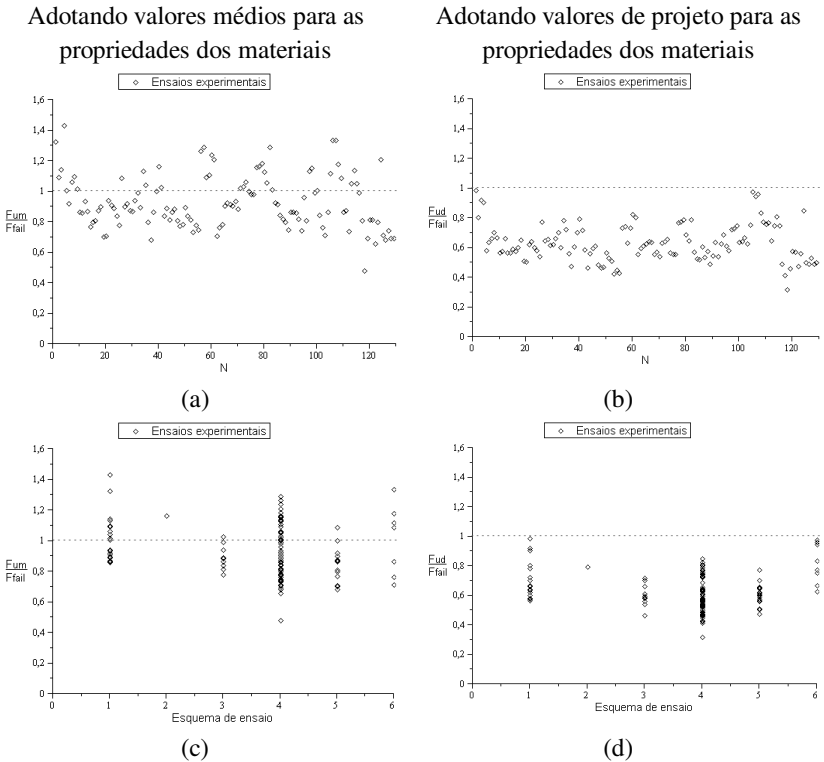 Adotando valores médios para as
propriedades dos materiais
Adotando valores de projeto para as
propriedades dos materiais
Ensaios experimentais
1,6
1,4
1,2
1
0,8
0,6
0,4
0,2
0
Fum
Ffail
0 20 40 60 80 100 120
N
(a)
Ensaios experimentais
1,6
1,4
1,2
1
0,8
0,6
0,4
0,2
0
Fud
Ffail
0 20 40 60 80 100 120
N
(b)
Ensaios experimentais
1,6
1,4
1,2
1
0,8
0,6
0,4
0,2
0
Fum
Ffail
0 1 2 3 4 5 6
Esquema de ensaio
(c)
Ensaios experimentais
1,6
1,4
1,2
1
0,8
0,6
0,4
0,2
0
Fud
Ffail
0 1 2 3 4 5 6
Esquema de ensaio
(d)